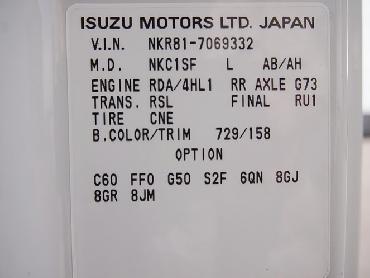 ISUZU MOTORS LTD. JAPAN
V.I.N. NKR81-7069332
M.D. NKC1SF L AB/AH
ENGINE RDA/4HL1 RR AXLE G73
TRANS. RSL FINAL RU1
TIRE CNE
B.COLOR/TRIM 729/158
OPTION
C60 FF0 G50 S2F 6QN 8GJ
8GR 8JM